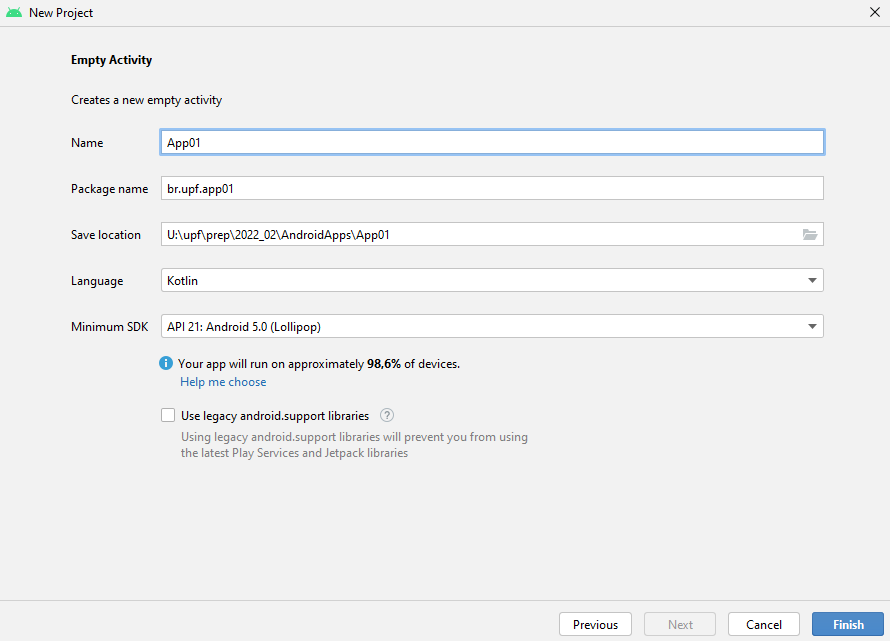 New Project
Empty Activity
Creates a new empty activity
Name App01
Package name br.upf.app01
Save location U:\upf\prep\2022_02\AndroidApps\App01
Language Kotlin
Minimum SDK API 21: Android 5.0 (Lollipop)
i Your app will run on approximately 98,6% of devices.
Help me choose
Use legacy android.support libraries ?
Using legacy android.support libraries will prevent you from using
the latest Play Services and Jetpack libraries
Previous Next Cancel Finish